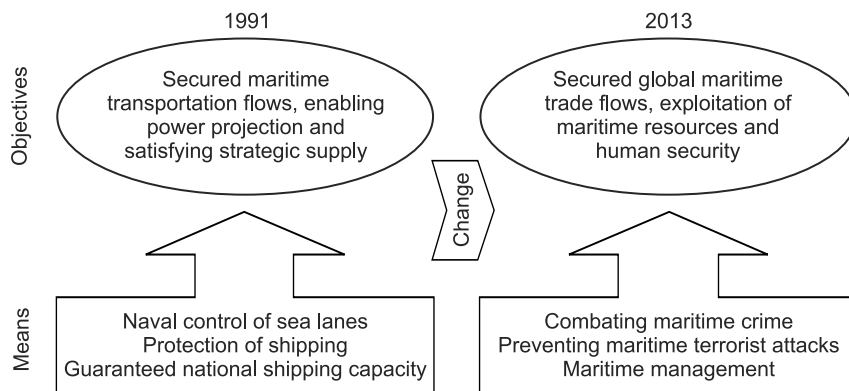 1991
2013
Objectives
Secured maritime
transportation flows, enabling
power projection and
satisfying strategic supply
Secured global maritime
trade flows, exploitation of
maritime resources and
human security
Change
Means
Naval control of sea lanes
Protection of shipping
Guaranteed national shipping capacity
Combating maritime crime
Preventing maritime terrorist attacks
Maritime management